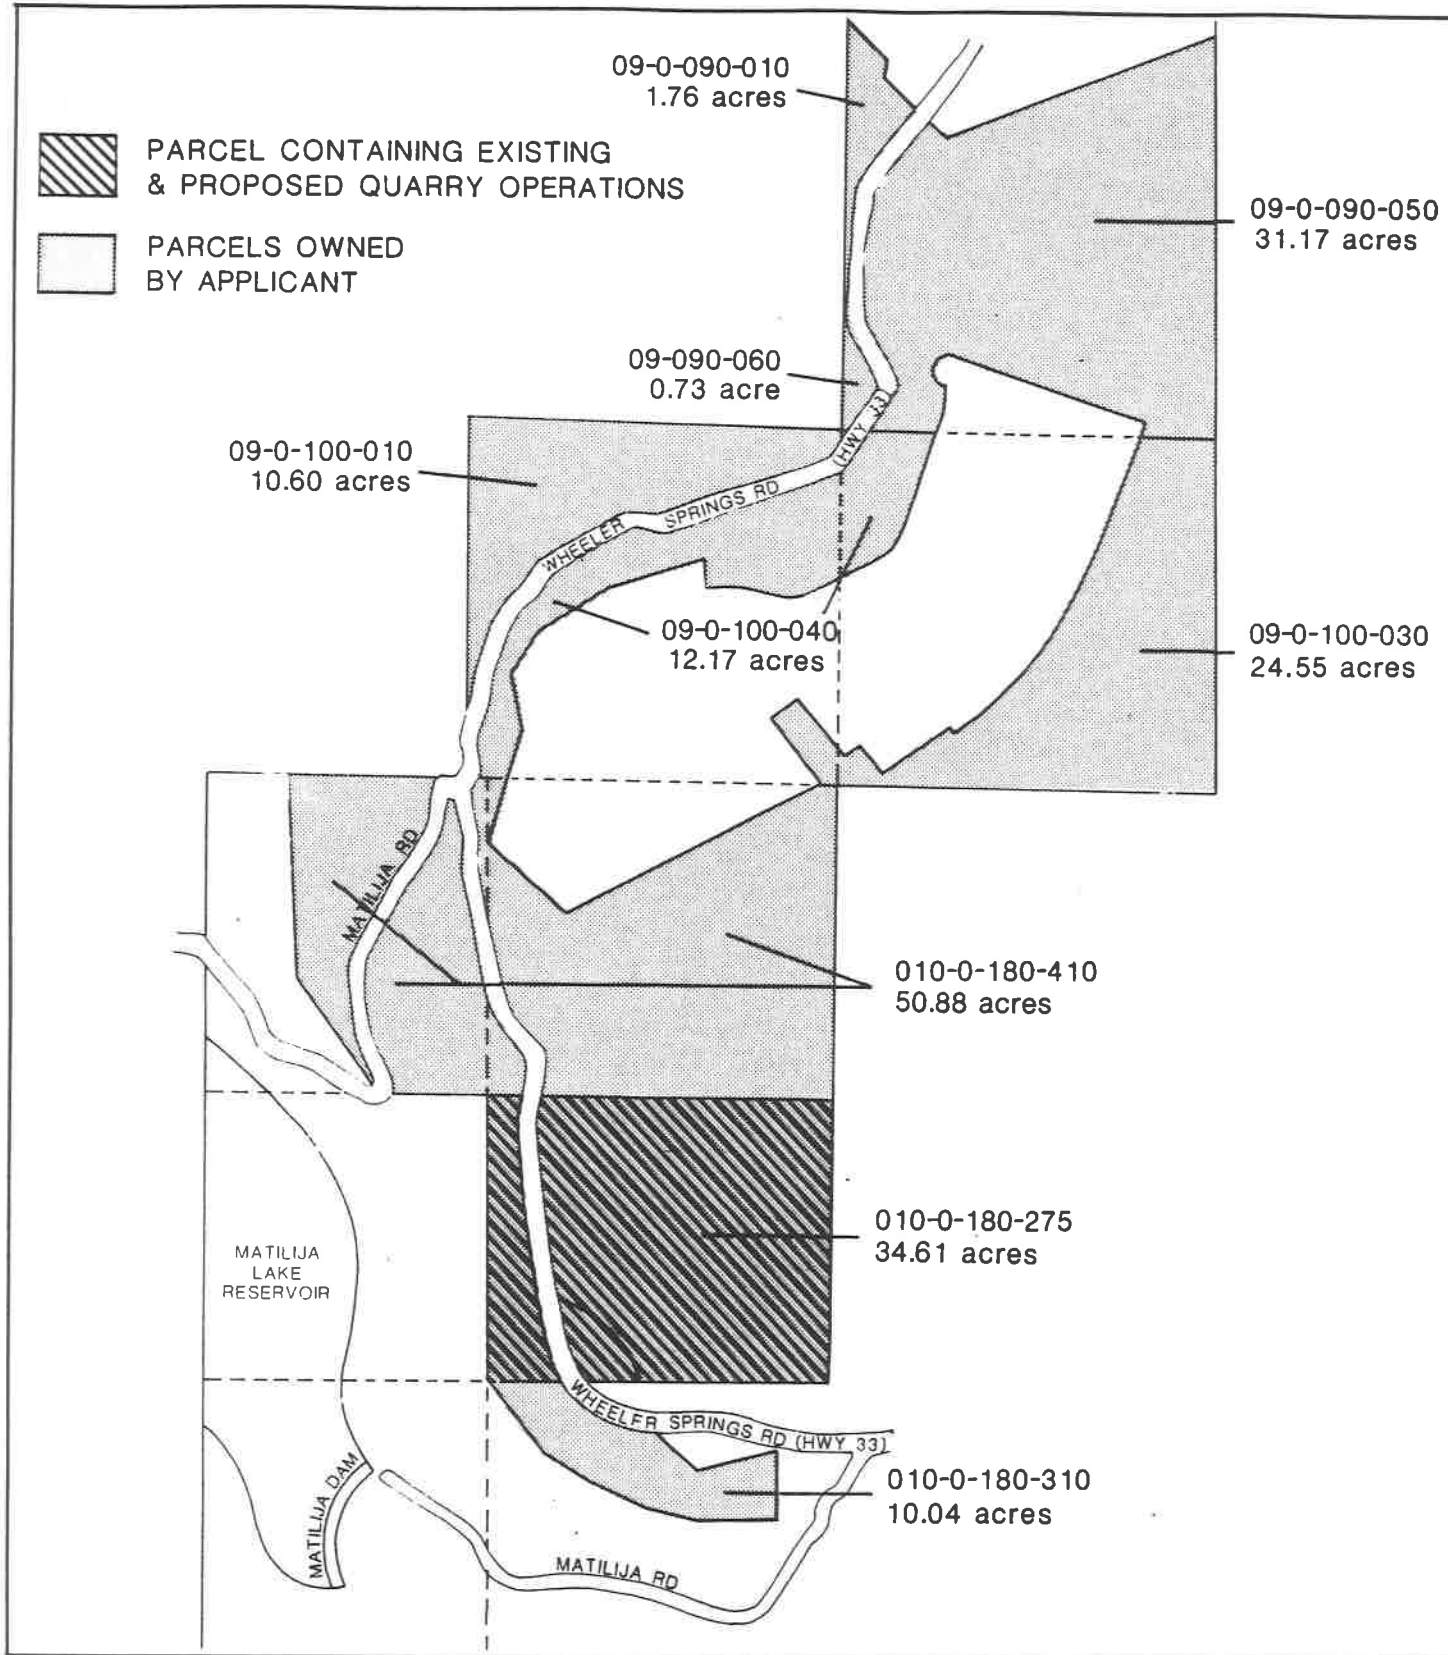 09-0-090-010
1.76 acres
PARCEL CONTAINING EXISTING
& PROPOSED QUARRY OPERATIONS
09-0-090-050
31.17 acres
PARCELS OWNED
BY APPLICANT
09-090-060
0.73 acre
(HWY 33)
09-0-100-010
10.60 acres
WHEELER SPRINGS RD
09-0-100-040
12.17 acres
09-0-100-030
24.55 acres
MATILIJA RD
010-0-180-410
50.88 acres
010-0-180-275
34.61 acres
MATILIJA
LAKE
RESERVOIR
WHEELER SPRINGS RD (HWY 33)
MATILIJA DAM
010-0-180-310
10.04 acres
MATILIJA RD